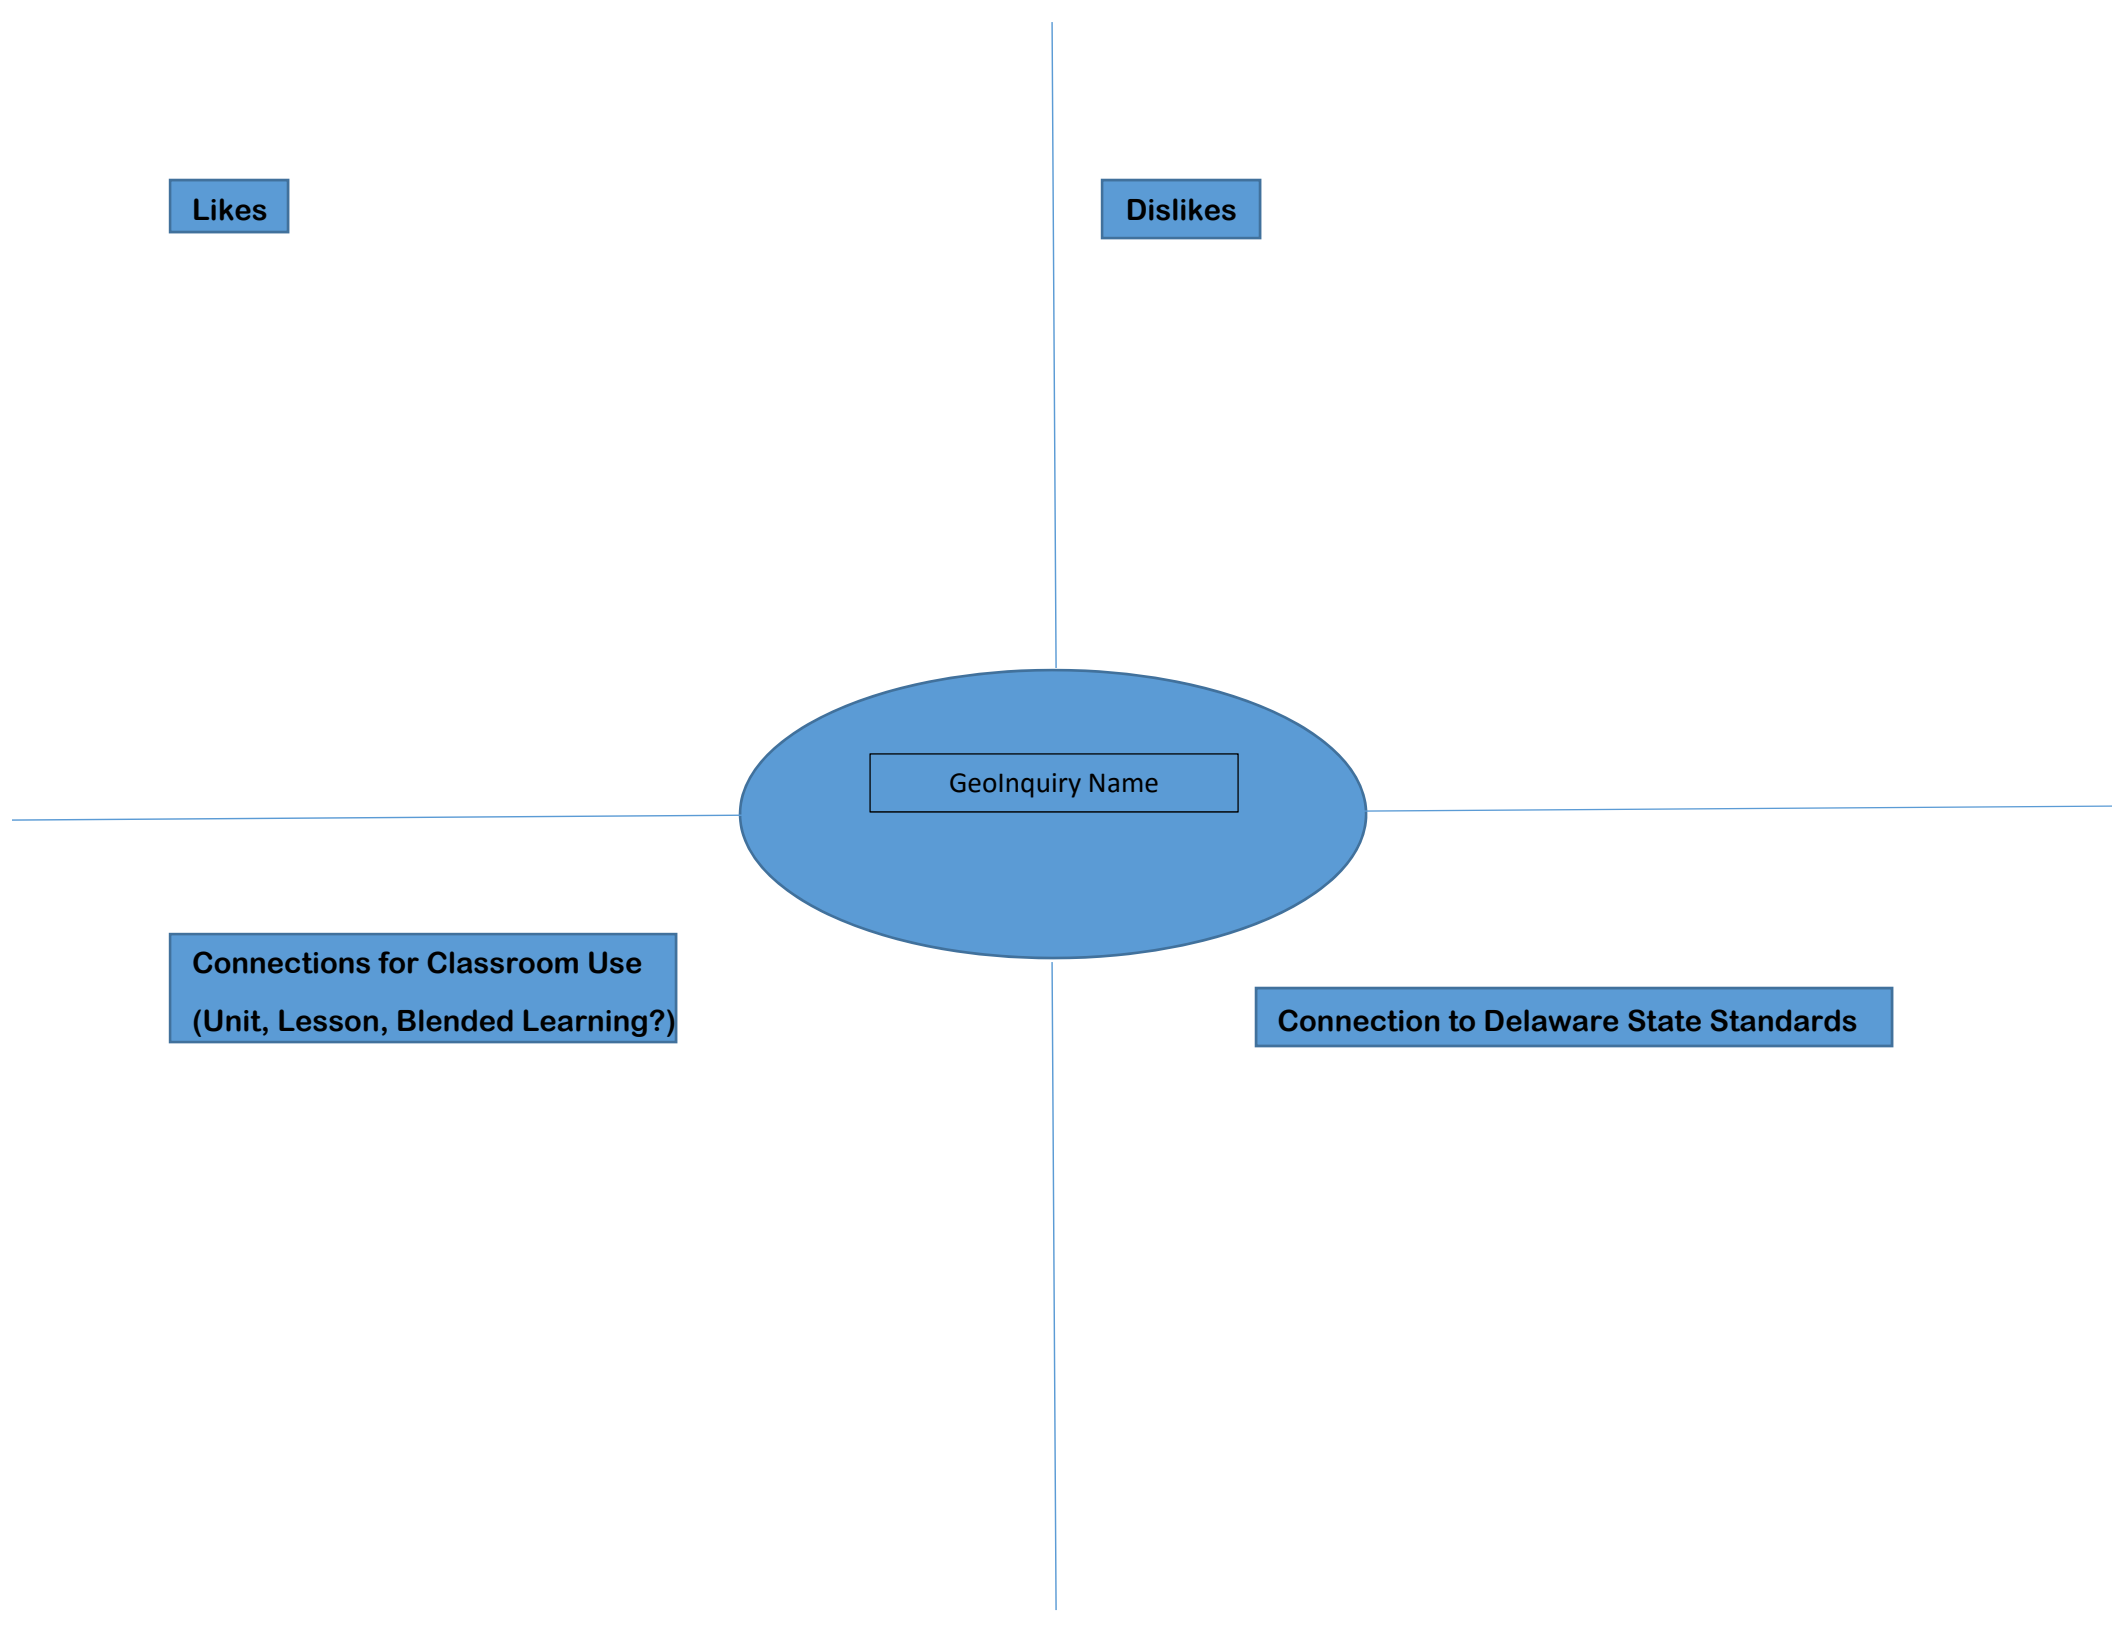 Likes
Dislikes
GeoInquiry Name
Connections for Classroom Use
(Unit, Lesson, Blended Learning?)
Connection to Delaware State Standards